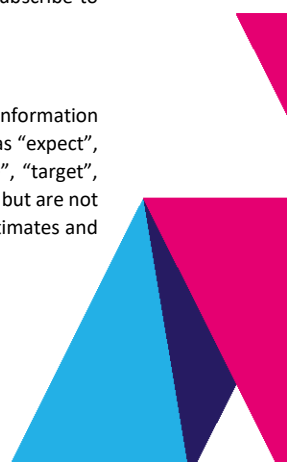 ubscribe to
nformation
as “expect”,
”, “target”,
but are not
timates and